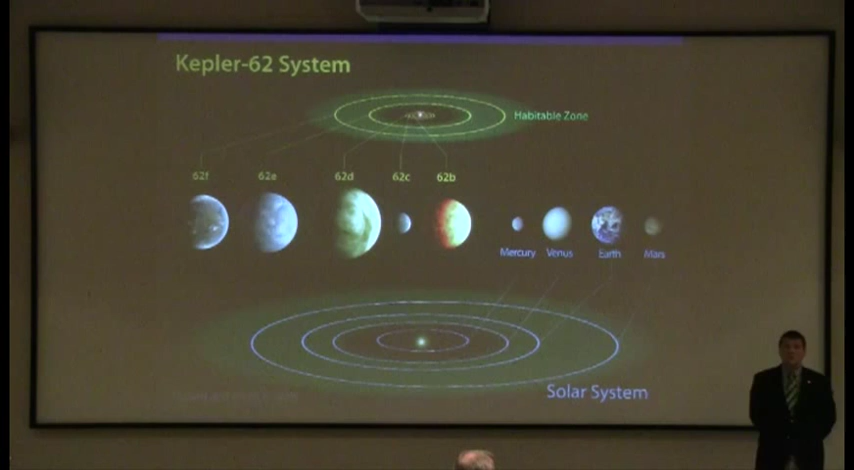 Kepler-62 System
Habitable Zone
62f 62e 62d 62c 62b
Mercury Venus Earth Mars
Solar System